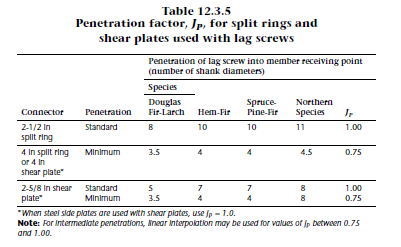 Table 12.3.5
Penetration factor, JP, for split rings and
shear plates used with lag screws
Penetration of lag screw into member receiving point
(number of shank diameters)
Species
Connector Penetration Douglas Fir-Larch Hem-Fir Spruce-Pine-Fir Northern Species JP
2-1/2 in split ring Standard 8 10 10 11 1.00
4 in split ring or 4 in shear plate* Minimum 3.5 4 4 4.5 0.75
2-5/8 in shear Standard 5 7 7 8 1.00
plate* Minimum 3.5 4 4 8 0.75
*When steel side plates are used with shear plates, use JP = 1.0.
Note: For intermediate penetrations, linear interpolation may be used for values of JP between 0.75
and 1.00.